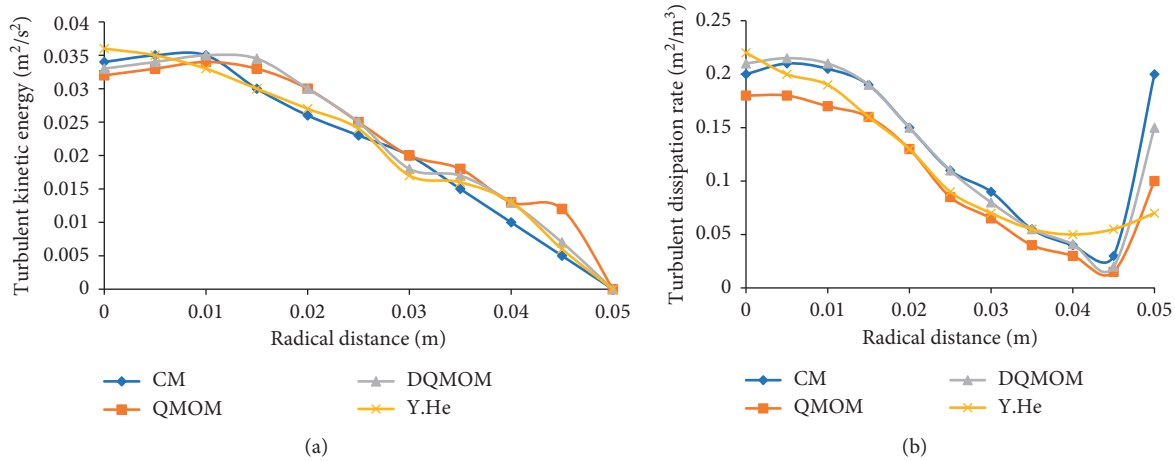 Turbulent kinetic energy (m²/s²)
0.04
0.035
0.03
0.025
0.02
0.015
0.01
0.005
0
0 0.01 0.02 0.03 0.04 0.05
Radical distance (m)
CM DQMOM
QMOM Y.He
(a)
Turbulent dissipation rate (m²/m³)
0.25
0.2
0.15
0.1
0.05
0
0 0.01 0.02 0.03 0.04 0.05
Radical distance (m)
CM DQMOM
QMOM Y.He
(b)